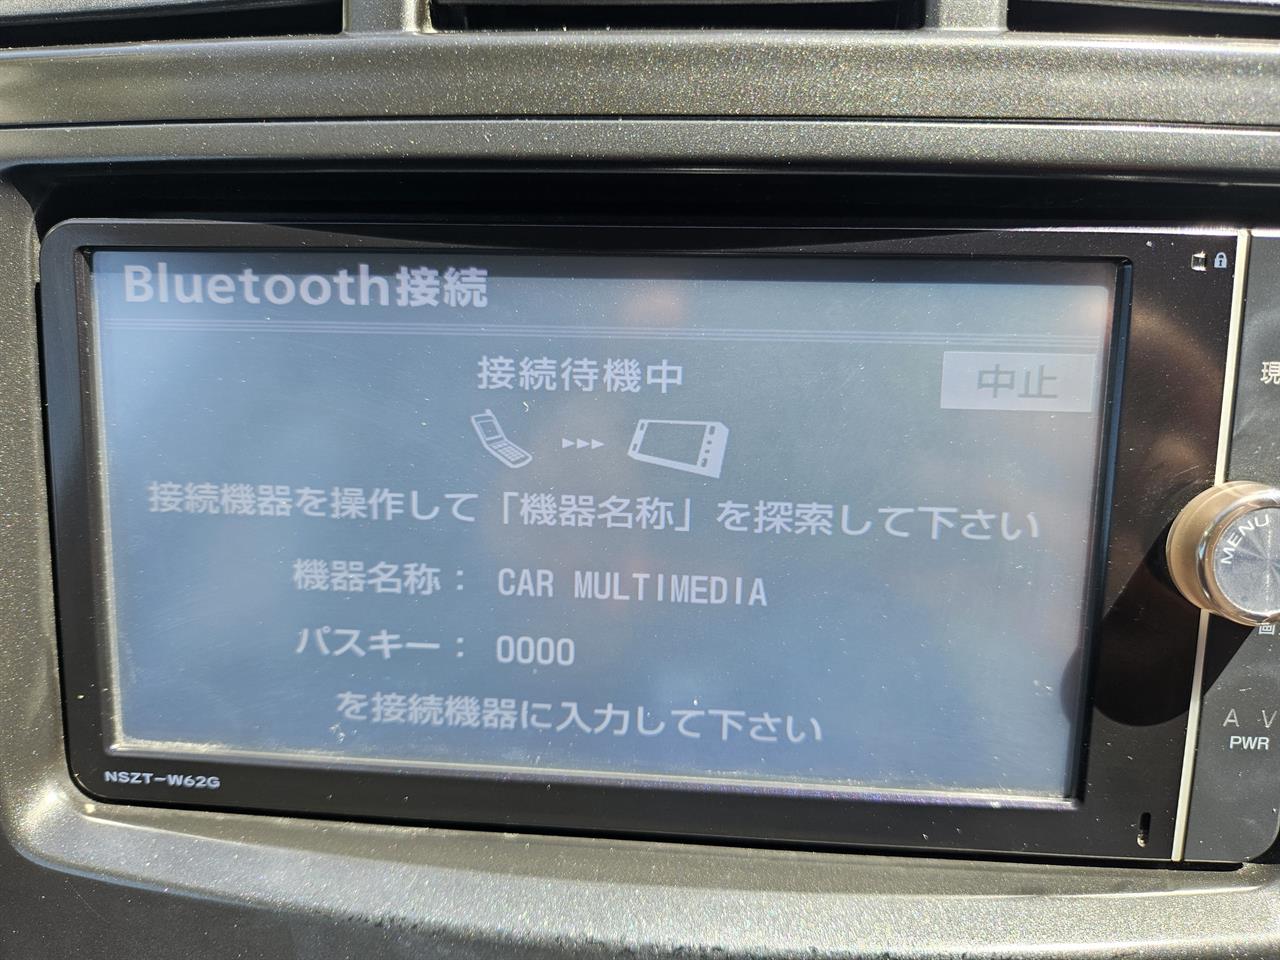 Bluetooth接続
接続待機中
中止
接続機器を操作して「機器名称」を探索して下さい
機器名称： CAR MULTIMEDIA
パスキー： 0000
を接続機器に入力して下さい
NSZT-W62G
現
MENU
画
A V
PWR